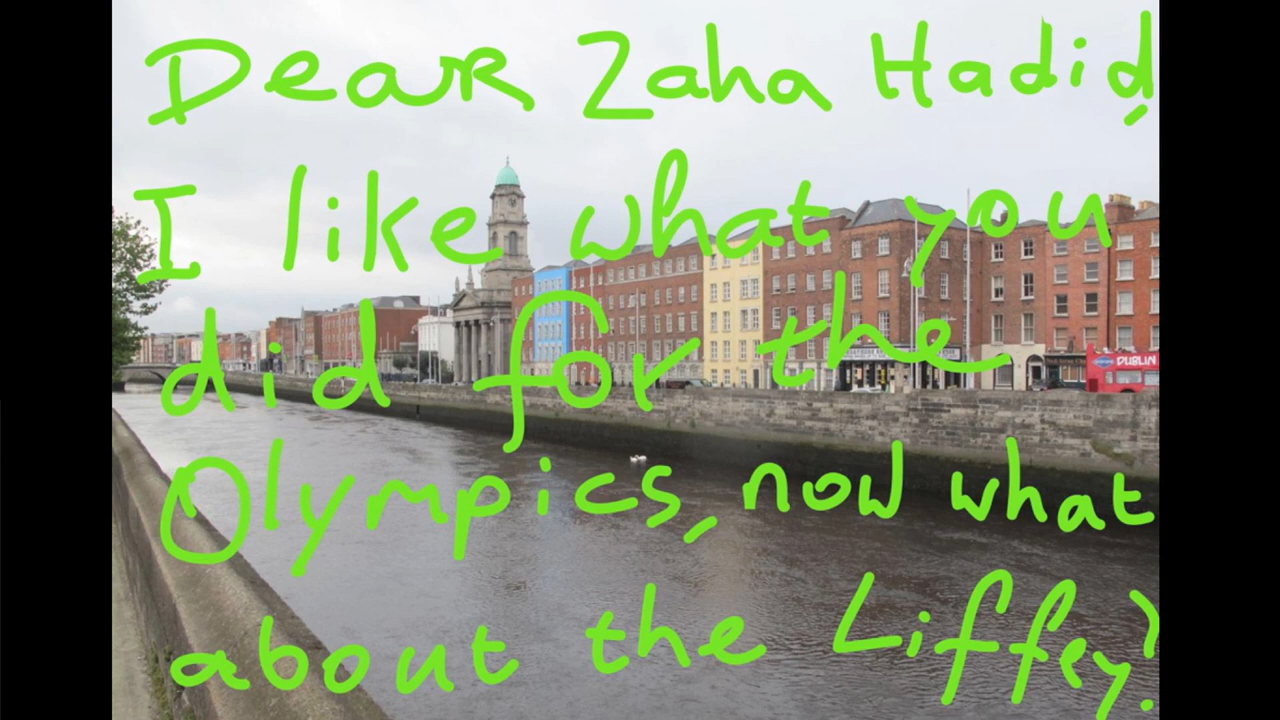 Dear Zaha Hadid,
I like what you
did for the
Olympics, now what
about the Liffey?
DUBLIN